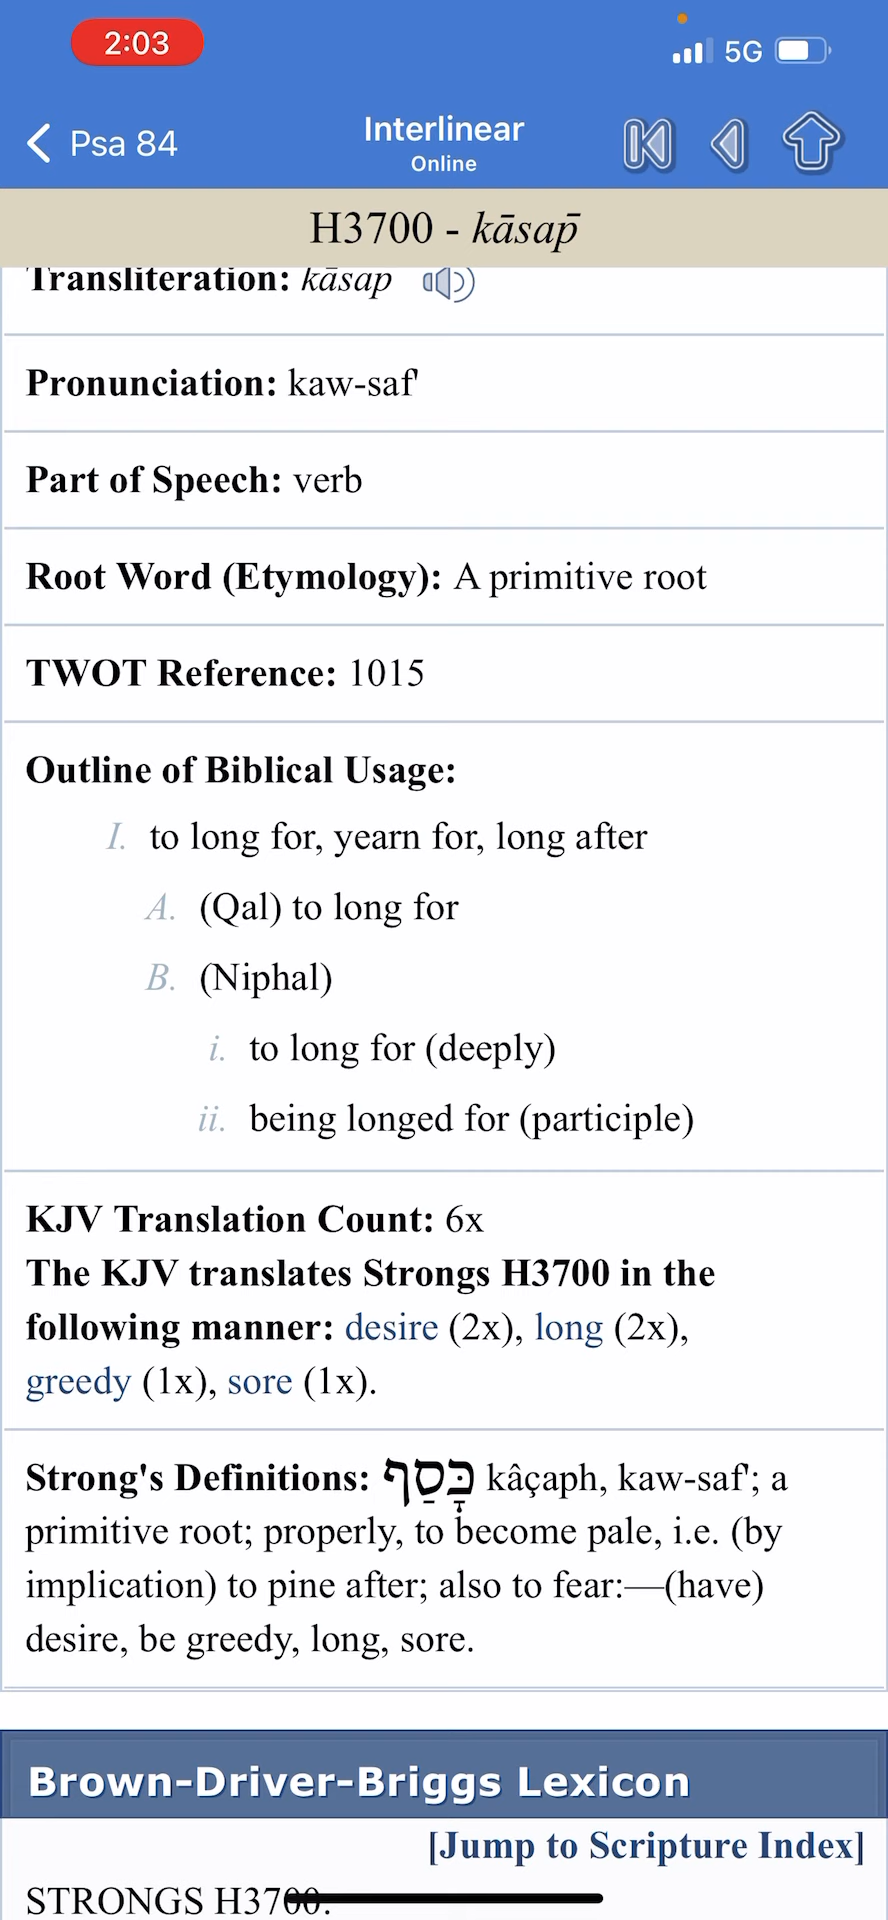 2:03
5G
Psa 84
Interlinear
Online
H3700 - kāsap̄
Transliteration: kāsap
Pronunciation: kaw-saf'
Part of Speech: verb
Root Word (Etymology): A primitive root
TWOT Reference: 1015
Outline of Biblical Usage:
I. to long for, yearn for, long after
A. (Qal) to long for
B. (Niphal)
i. to long for (deeply)
ii. being longed for (participle)
KJV Translation Count: 6x
The KJV translates Strongs H3700 in the
following manner: desire (2x), long (2x),
greedy (1x), sore (1x).
Strong's Definitions: כָּסַף kâçaph, kaw-saf'; a
primitive root; properly, to become pale, i.e. (by
implication) to pine after; also to fear:—(have)
desire, be greedy, long, sore.
Brown-Driver-Briggs Lexicon
[Jump to Scripture Index]
STRONGS H3700: